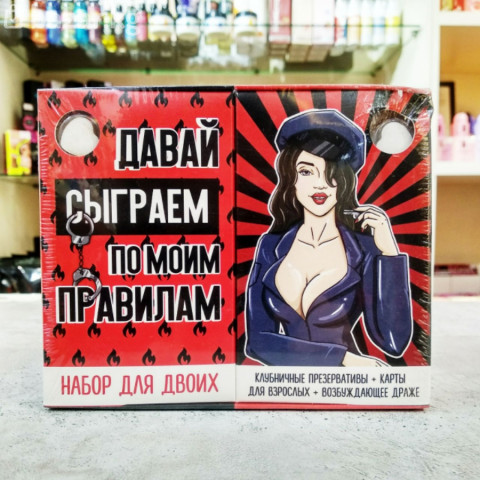 ДАВАЙ
СЫГРАЕМ
ПО МОИМ
ПРАВИЛАМ
НАБОР ДЛЯ ДВОИХ
КЛУБНИЧНЫЕ ПРЕЗЕРВАТИВЫ + КАРТЫ
ДЛЯ ВЗРОСЛЫХ + ВОЗБУЖДАЮЩЕЕ ДРАЖЕ